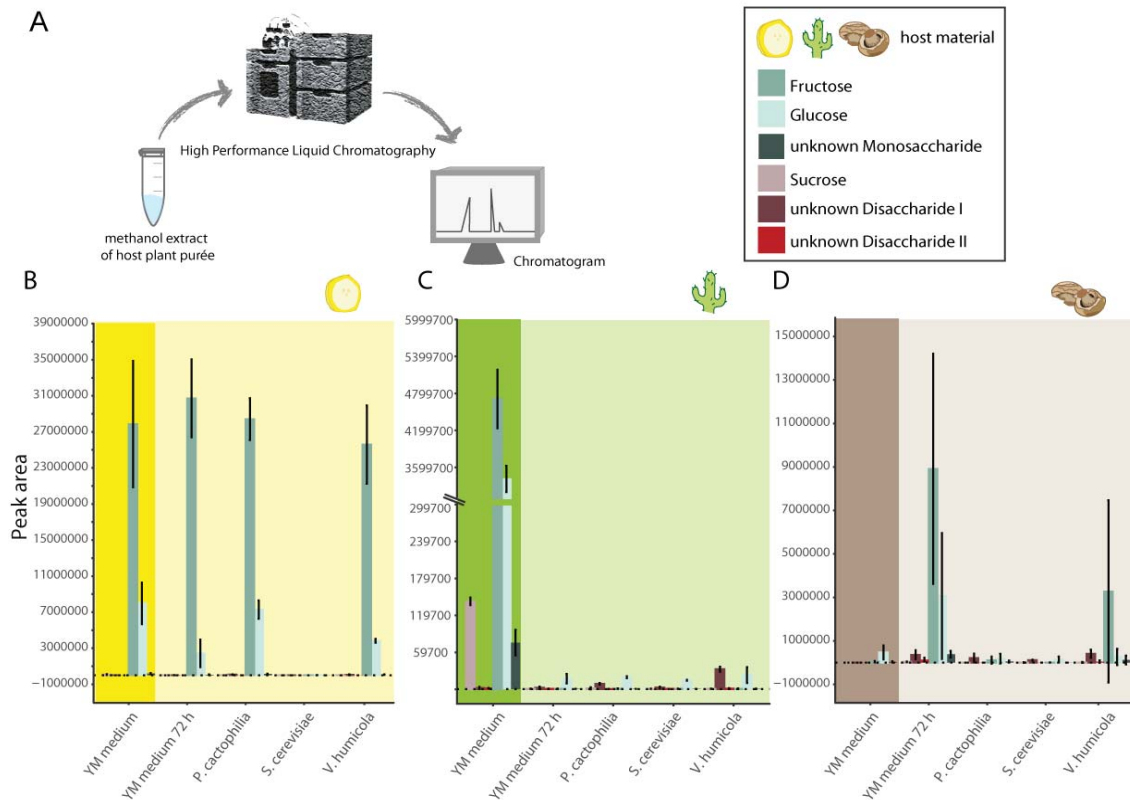 A
High Performance Liquid Chromatography
methanol extract
of host plant purée
Chromatogram
host material
Fructose
Glucose
unknown Monosaccharide
Sucrose
unknown Disaccharide I
unknown Disaccharide II
B
Peak area
39000000
35000000
31000000
27000000
23000000
19000000
15000000
11000000
7000000
3000000
−1000000
YM medium
YM medium 72 h
P. cactophilia
S. cerevisiae
V. humicola
C
5999700
5399700
4799700
4199700
3599700
299700
239700
179700
119700
59700
YM medium
YM medium 72 h
P. cactophilia
S. cerevisiae
V. humicola
D
15000000
13000000
11000000
9000000
7000000
5000000
3000000
1000000
−1000000
YM medium
YM medium 72 h
P. cactophilia
S. cerevisiae
V. humicola